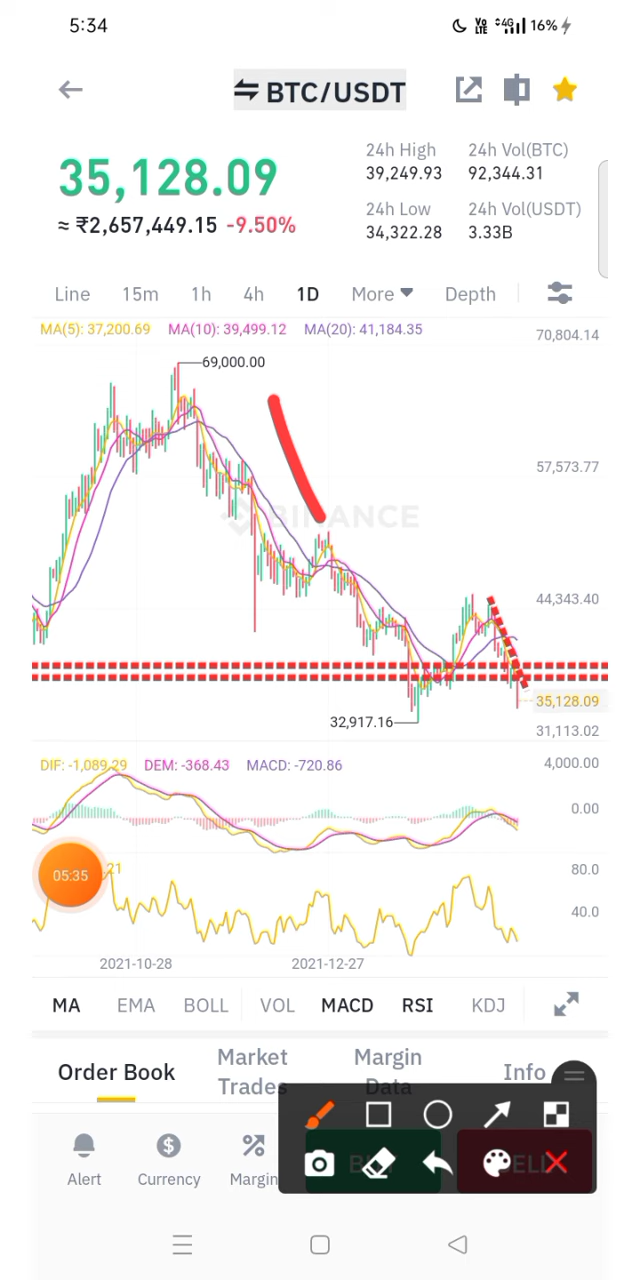 5:34
Vo LTE 4G 16%
BTC/USDT
35,128.09
≈ ₹2,657,449.15 -9.50%
24h High 24h Vol(BTC)
39,249.93 92,344.31
24h Low 24h Vol(USDT)
34,322.28 3.33B
Line 15m 1h 4h 1D More Depth
MA(5): 37,200.69 MA(10): 39,499.12 MA(20): 41,184.35
70,804.14
69,000.00
57,573.77
BINANCE
44,343.40
35,128.09
32,917.16
31,113.02
DIF: -1,089.29 DEM: -368.43 MACD: -720.86
4,000.00
0.00
05:35
.21
80.0
40.0
2021-10-28 2021-12-27
MA EMA BOLL VOL MACD RSI KDJ
Order Book Market Trades Margin Data Info
Alert Currency Margin